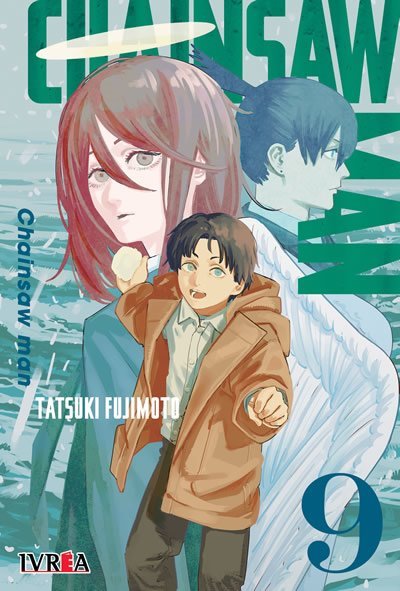 CHAINSAW
MAN
Chainsaw man
TATSUKI FUJIMOTO
9
IVREA